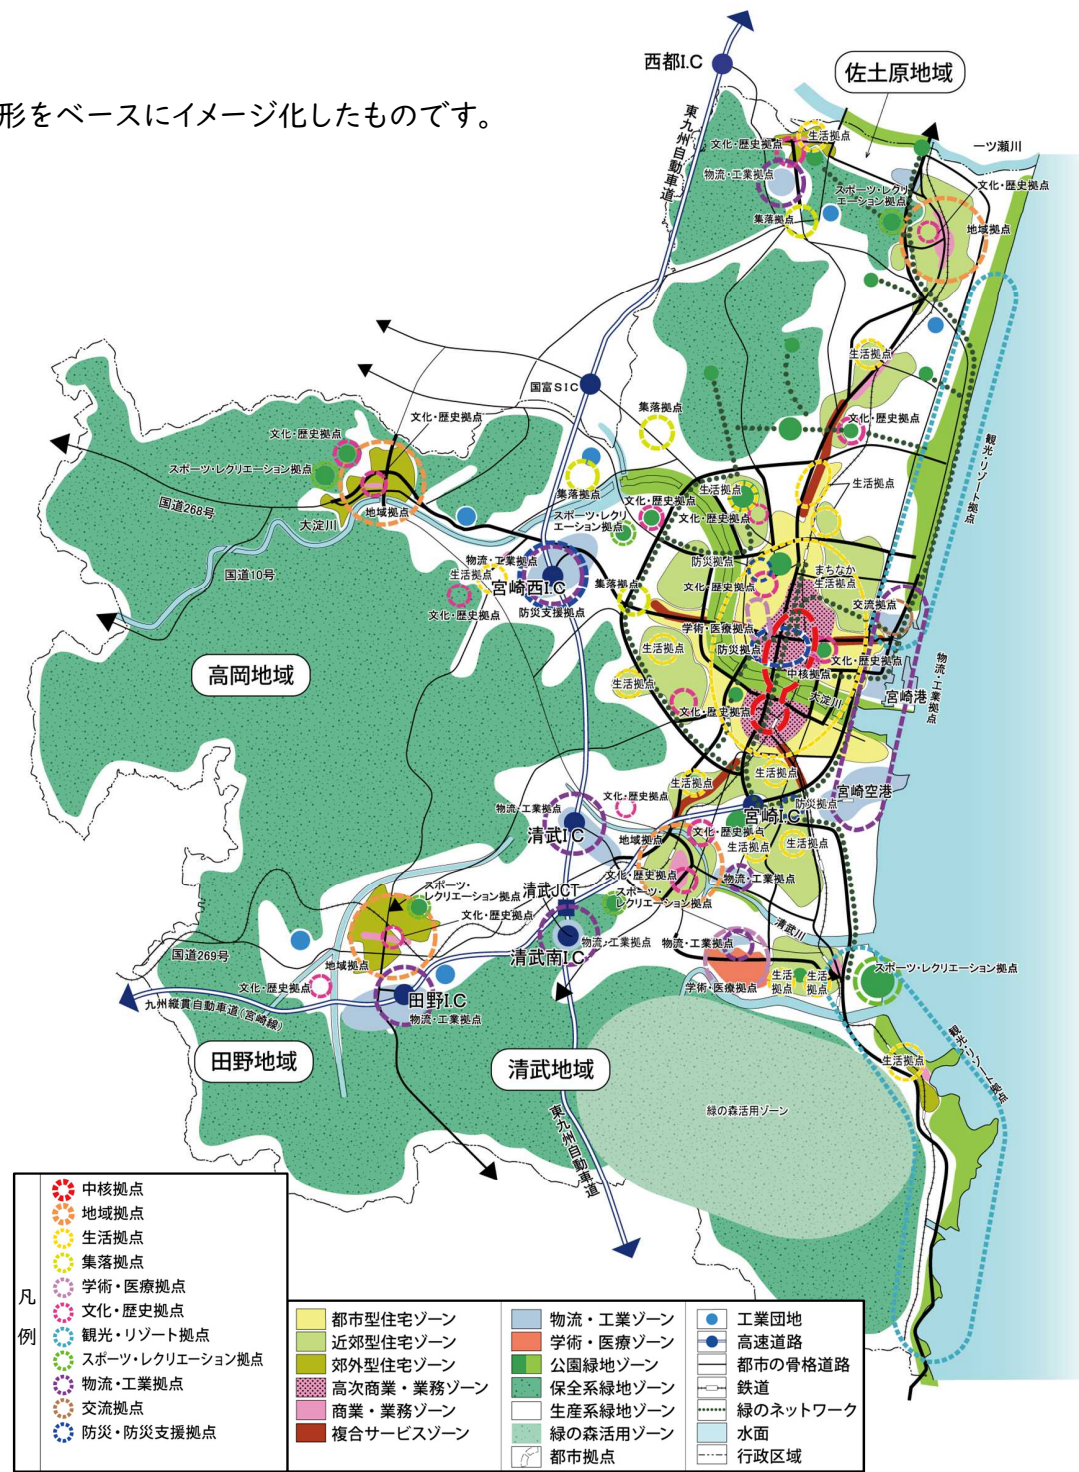 形をベースにイメージ化したものです。
西都I.C
佐土原地域
東九州自動車道
生活拠点
文化・歴史拠点
一ツ瀬川
物流・工業拠点
スポーツ・レクリ
エーション拠点
文化・歴史拠点
集落拠点
地域拠点
生活拠点
国富SIC
集落拠点
文化・歴史拠点
文化・歴史拠点
文化・歴史拠点
観光・リゾート拠点
スポーツ・レクリエーション拠点
生活拠点
生活拠点
集落拠点
国道268号
文化・歴史拠点
地域拠点
スポーツ・レクリ
エーション拠点
文化・歴史拠点
大淀川
物流・工業拠点
防災拠点
まちなか
生活拠点
国道10号
生活拠点
宮崎西I.C
集落拠点
文化・歴史拠点
交流拠点
文化・歴史拠点
防災支援拠点
学術・医療拠点
生活拠点
防災拠点
文化・歴史拠点
高岡地域
中核拠点
物流・工業拠点
生活拠点
大淀川
宮崎港
文化・歴史拠点
生活拠点
生活拠点
宮崎空港
物流・工業拠点
文化・歴史拠点
防災拠点
宮崎I.C
清武I.C
地域拠点
文化・歴史拠点
生活拠点
生活拠点
文化・歴史拠点
物流・工業拠点
スポーツ・
レクリエーション拠点
清武JCT
スポーツ・
レクリエーション拠点
文化・歴史拠点
清武川
国道269号
物流・工業拠点
物流・工業拠点
清武南I.C
地域拠点
スポーツ・レクリエーション拠点
文化・歴史拠点
学術・医療拠点
生活
拠点
生活
拠点
九州縦貫自動車道(宮崎線)
田野I.C
物流・工業拠点
観光・リゾート拠点
田野地域
清武地域
生活拠点
緑の森活用ゾーン
東九州自動車道
凡例
中核拠点
地域拠点
生活拠点
集落拠点
学術・医療拠点
文化・歴史拠点
観光・リゾート拠点
スポーツ・レクリエーション拠点
物流・工業拠点
交流拠点
防災・防災支援拠点
都市型住宅ゾーン
近郊型住宅ゾーン
郊外型住宅ゾーン
高次商業・業務ゾーン
商業・業務ゾーン
複合サービスゾーン
物流・工業ゾーン
学術・医療ゾーン
公園緑地ゾーン
保全系緑地ゾーン
生産系緑地ゾーン
緑の森活用ゾーン
都市拠点
工業団地
高速道路
都市の骨格道路
鉄道
緑のネットワーク
水面
行政区域